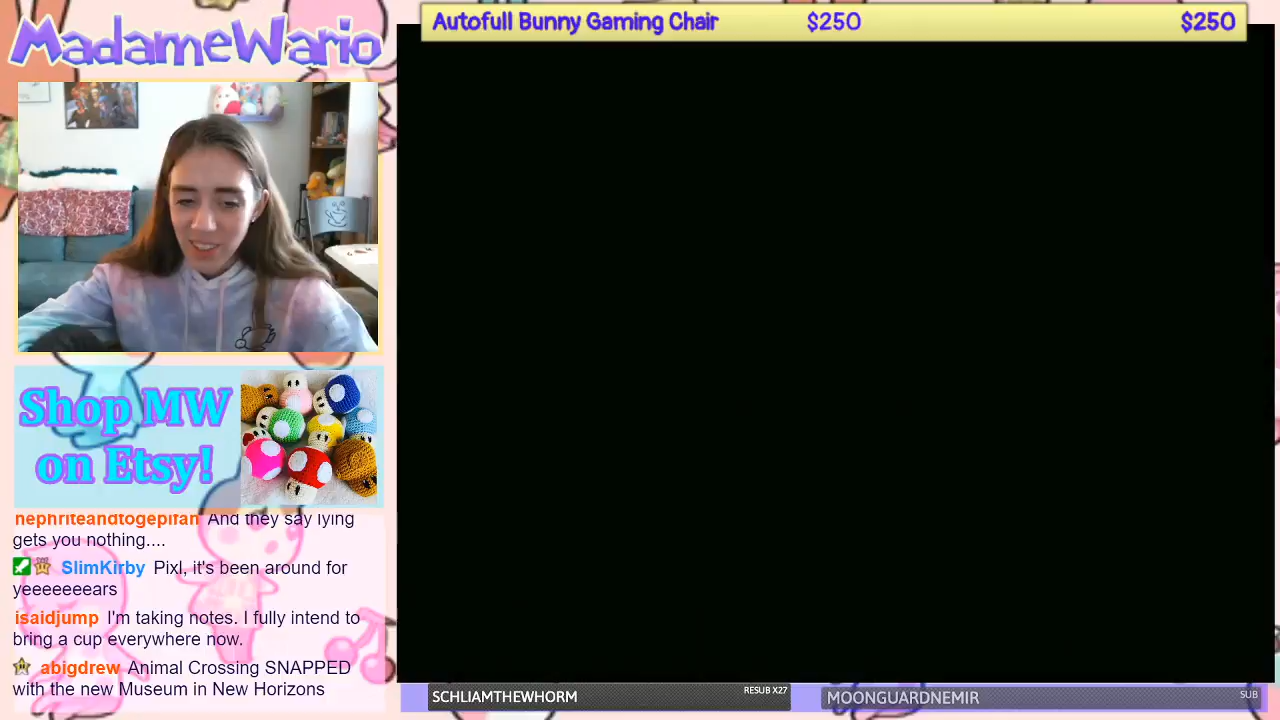 MadameWario
Autofull Bunny Gaming Chair $250 $250
Shop MW
on Etsy!
nephriteandtogepifan And they say lying
gets you nothing....
SlimKirby Pixl, it's been around for
yeeeeeeears
isaidjump I'm taking notes. I fully intend to
bring a cup everywhere now.
abigdrew Animal Crossing SNAPPED
with the new Museum in New Horizons
SCHLIAMTHEWHORM RESUB X27
MOONGUARDNEMIR SUB